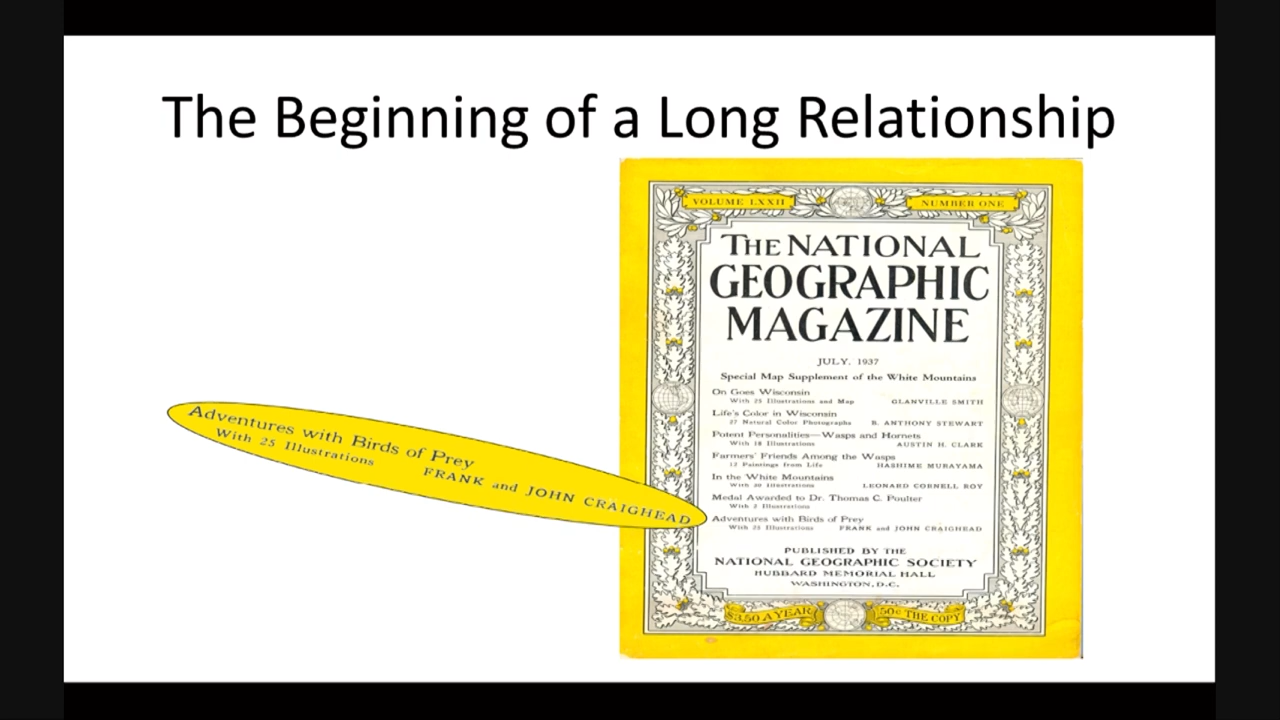 The Beginning of a Long Relationship
VOLUME LXXII
NUMBER ONE
THE NATIONAL
GEOGRAPHIC
MAGAZINE
JULY, 1937
Special Map Supplement of the White Mountains
On Goes Wisconsin
With 25 Illustrations and Map GLANVILLE SMITH
Life's Color in Wisconsin
27 Natural Color Photographs B. ANTHONY STEWART
Potent Personalities—Wasps and Hornets
With 18 Illustrations AUSTIN H. CLARK
Farmers' Friends Among the Wasps
12 Paintings from Life HASHIME MURAYAMA
In the White Mountains
With 20 Illustrations LEONARD CORNELL ROY
Medal Awarded to Dr. Thomas C. Poulter
With 2 Illustrations
Adventures with Birds of Prey
With 25 Illustrations FRANK and JOHN CRAIGHEAD
PUBLISHED BY THE
NATIONAL GEOGRAPHIC SOCIETY
HUBBARD MEMORIAL HALL
WASHINGTON, D.C.
$3.50 A YEAR
50¢ THE COPY
Adventures with Birds of Prey
With 25 Illustrations
FRANK and JOHN CRAIGHEAD